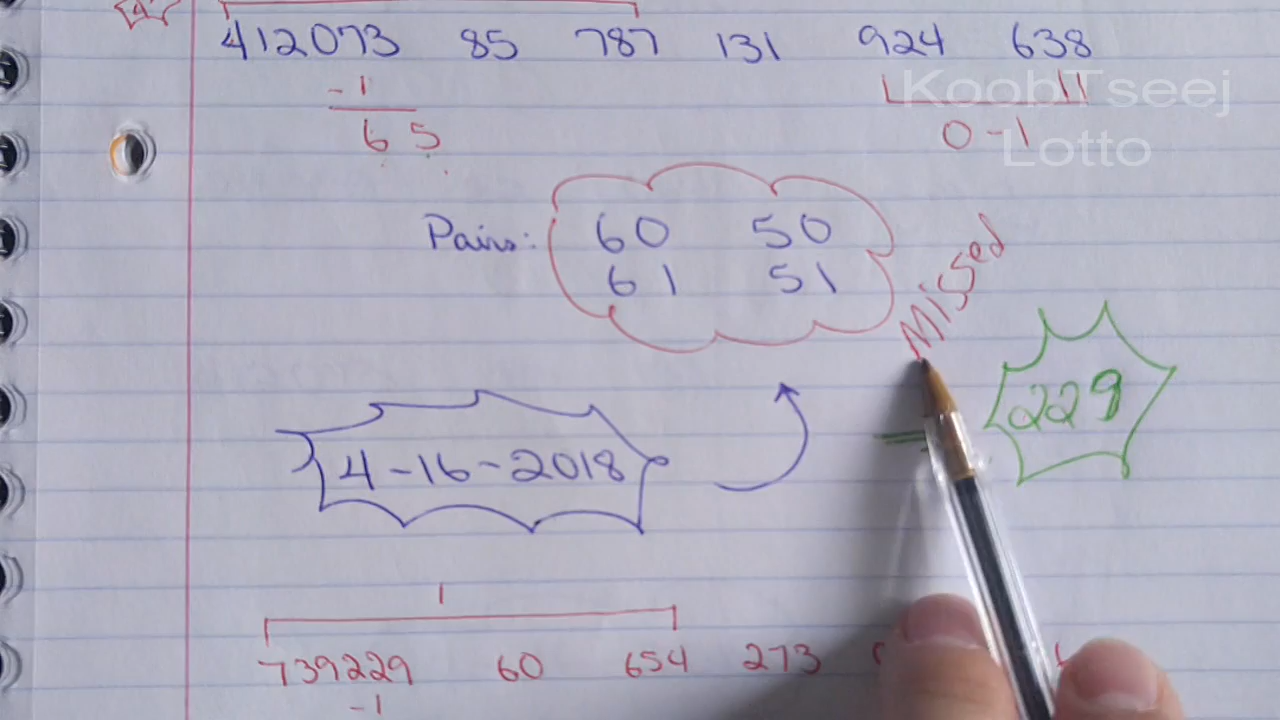 412073 85 787 131 924 638
-1 11
6 5 0-1
KoobTseej
Lotto
Pairs: 60 50
61 51
Missed
229
4-16-2018
1
739229 60 654 273
-1